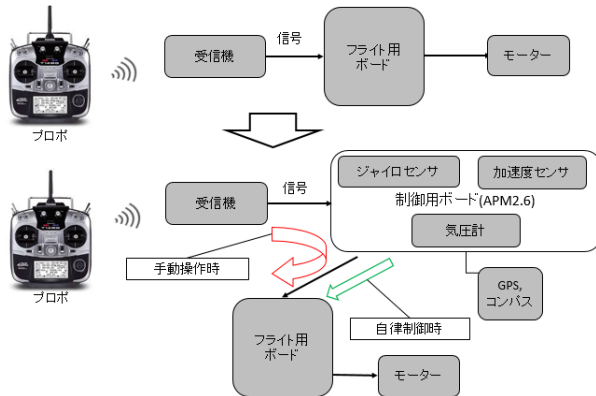 信号
受信機
フライト用
ボード
モーター
プロポ
ジャイロセンサ
加速度センサ
信号
制御用ボード(APM2.6)
受信機
気圧計
手動操作時
GPS,
コンパス
プロポ
自律制御時
フライト用
ボード
モーター